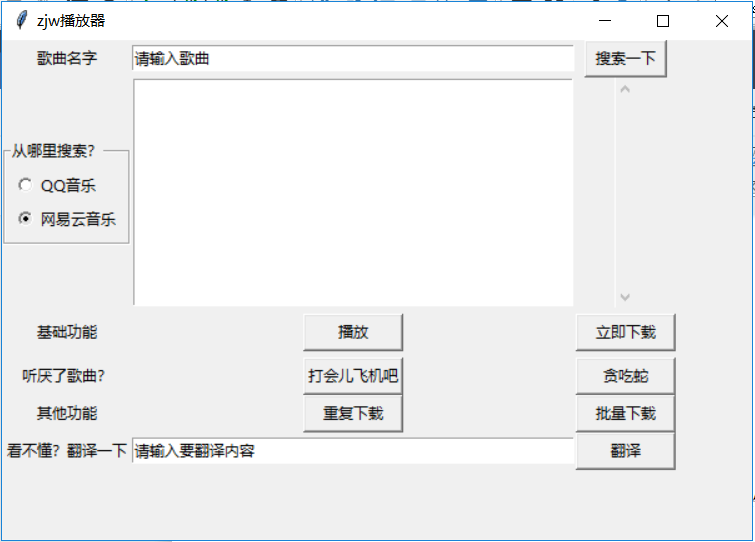 zjw播放器
歌曲名字 请输入歌曲 搜索一下
从哪里搜索?
QQ音乐
网易云音乐
基础功能 播放 立即下载
听厌了歌曲? 打会儿飞机吧 贪吃蛇
其他功能 重复下载 批量下载
看不懂? 翻译一下 请输入要翻译内容 翻译